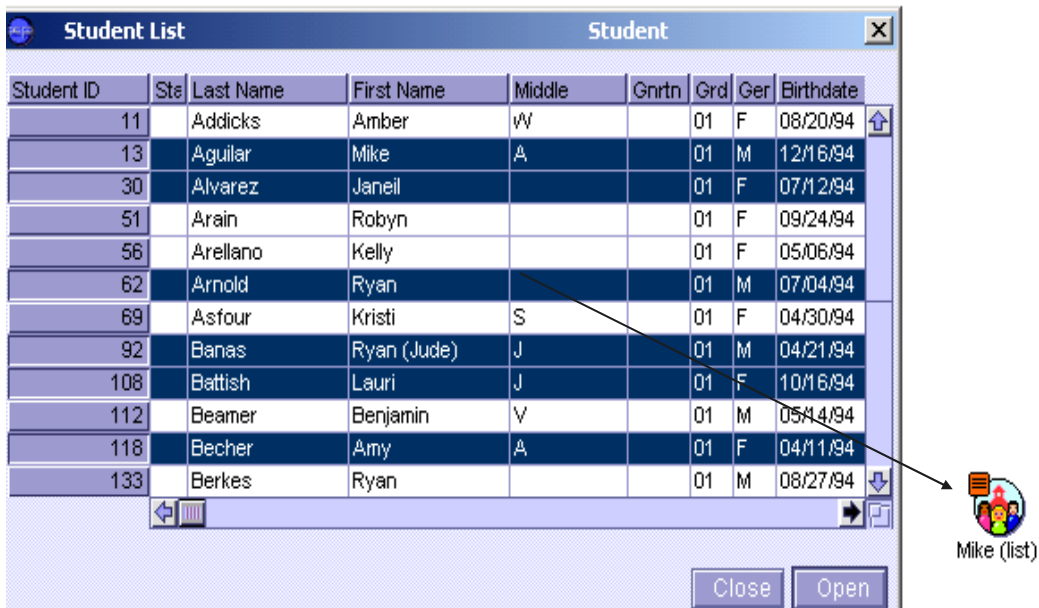 Student List Student
Student ID Sta Last Name First Name Middle Gnrtn Grd Ger Birthdate
11 Addicks Amber W 01 F 08/20/94
13 Aguilar Mike A 01 M 12/16/94
30 Alvarez Janeil 01 F 07/12/94
51 Arain Robyn 01 F 09/24/94
56 Arellano Kelly 01 F 05/06/94
62 Arnold Ryan 01 M 07/04/94
69 Asfour Kristi S 01 F 04/30/94
92 Banas Ryan (Jude) J 01 M 04/21/94
108 Battish Lauri J 01 F 10/16/94
112 Beamer Benjamin V 01 M 05/14/94
118 Becher Amy A 01 F 04/11/94
133 Berkes Ryan 01 M 08/27/94
Mike (list)
Close Open